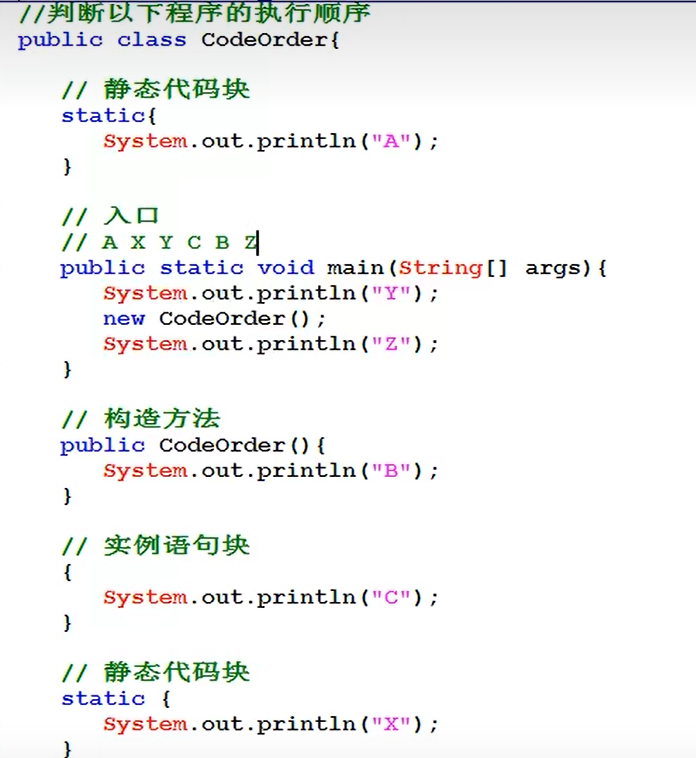 //判断以下程序的执行顺序
public class CodeOrder{
// 静态代码块
static{
System.out.println("A");
}
// 入口
// A X Y C B Z
public static void main(String[] args){
System.out.println("Y");
new CodeOrder();
System.out.println("Z");
}
// 构造方法
public CodeOrder(){
System.out.println("B");
}
// 实例语句块
{
System.out.println("C");
}
// 静态代码块
static {
System.out.println("X");
}